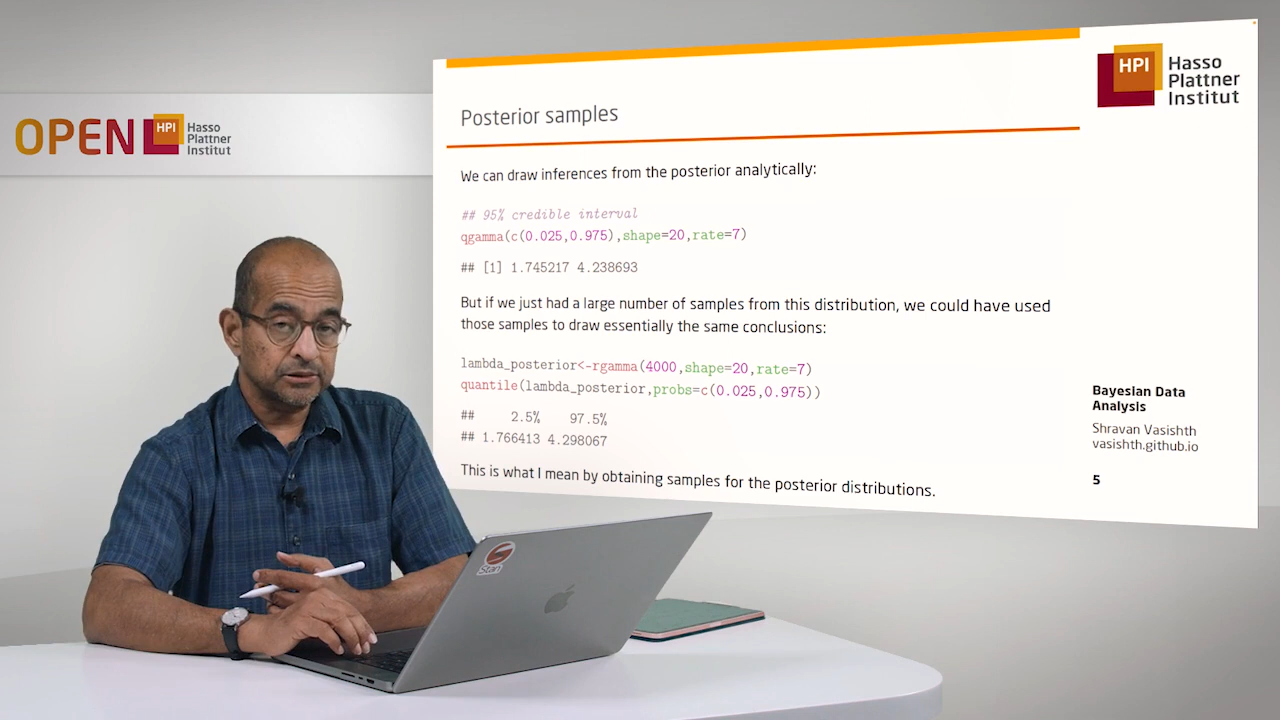 OPEN HPI Hasso
Plattner
Institut
HPI Hasso
Plattner
Institut
Posterior samples
We can draw inferences from the posterior analytically:
## 95% credible interval
qgamma(c(0.025,0.975),shape=20,rate=7)
## [1] 1.745217 4.238693
But if we just had a large number of samples from this distribution, we could have used
those samples to draw essentially the same conclusions:
lambda_posterior<-rgamma(4000,shape=20,rate=7)
quantile(lambda_posterior,probs=c(0.025,0.975))
## 2.5% 97.5%
## 1.766413 4.298067
This is what I mean by obtaining samples for the posterior distributions.
Bayesian Data
Analysis
Shravan Vasishth
vasishth.github.io
5
Stan